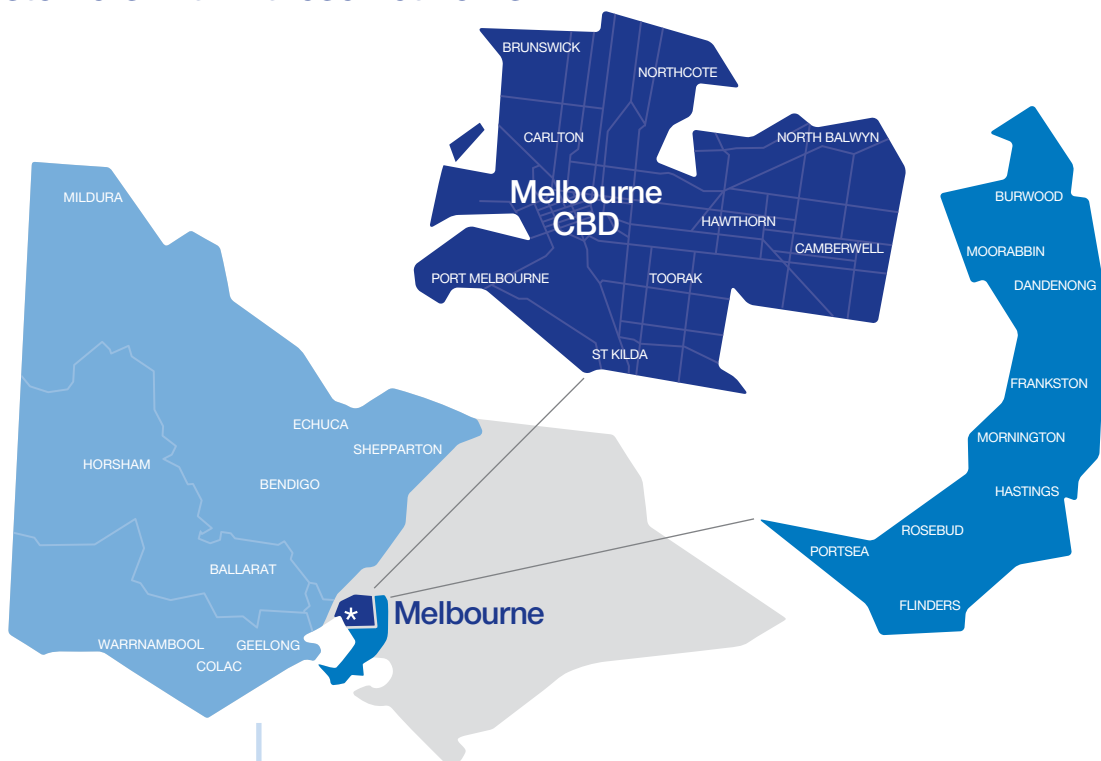 BRUNSWICK
NORTHCOTE
CARLTON
NORTH BALWYN
Melbourne
CBD
HAWTHORN
CAMBERWELL
PORT MELBOURNE
TOORAK
ST KILDA
BURWOOD
MOORABBIN
DANDENONG
FRANKSTON
MORNINGTON
HASTINGS
ROSEBUD
PORTSEA
FLINDERS
MILDURA
ECHUCA
SHEPPARTON
HORSHAM
BENDIGO
BALLARAT
* Melbourne
WARRNAMBOOL
GEELONG
COLAC